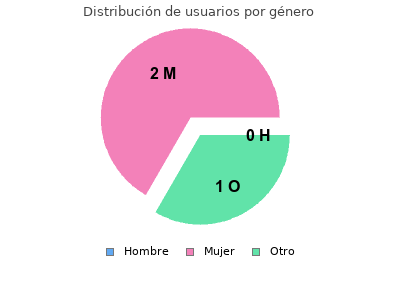 Distribución de usuarios por género
2 M
0 H
1 O
Hombre Mujer Otro